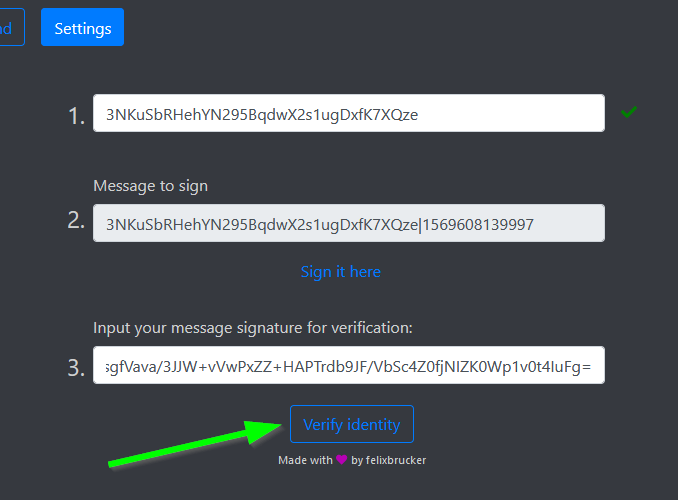 nd Settings
1. 3NKuSbRHehYN295BqdwX2s1ugDxfK7XQze
Message to sign
2. 3NKuSbRHehYN295BqdwX2s1ugDxfK7XQze|1569608139997
Sign it here
Input your message signature for verification:
3. sgfVava/3JJW+vVwPxZZ+HAPTrdb9JF/VbSc4Z0fjNIZK0Wp1v0t4IuFg=
Verify identity
Made with ❤ by felixbrucker